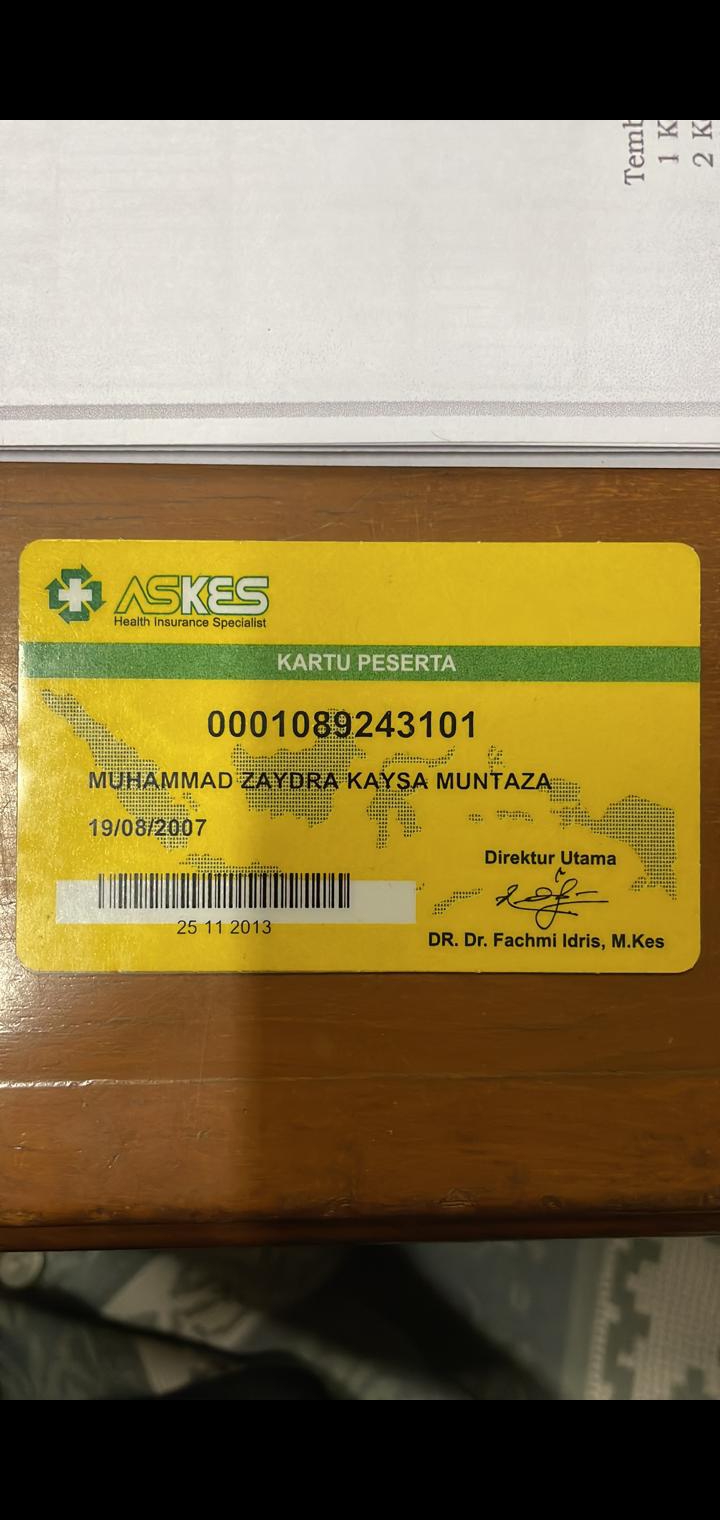 Temb
1 K
2 K
ASKES
Health Insurance Specialist
KARTU PESERTA
0001089243101
MUHAMMAD ZAYDRA KAYSA MUNTAZA
19/08/2007
25 11 2013
Direktur Utama
DR. Dr. Fachmi Idris, M.Kes